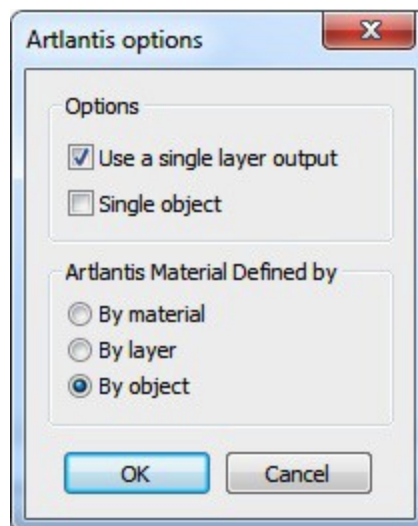 Artlantis options
Options
Use a single layer output
Single object
Artlantis Material Defined by
By material
By layer
By object
OK
Cancel